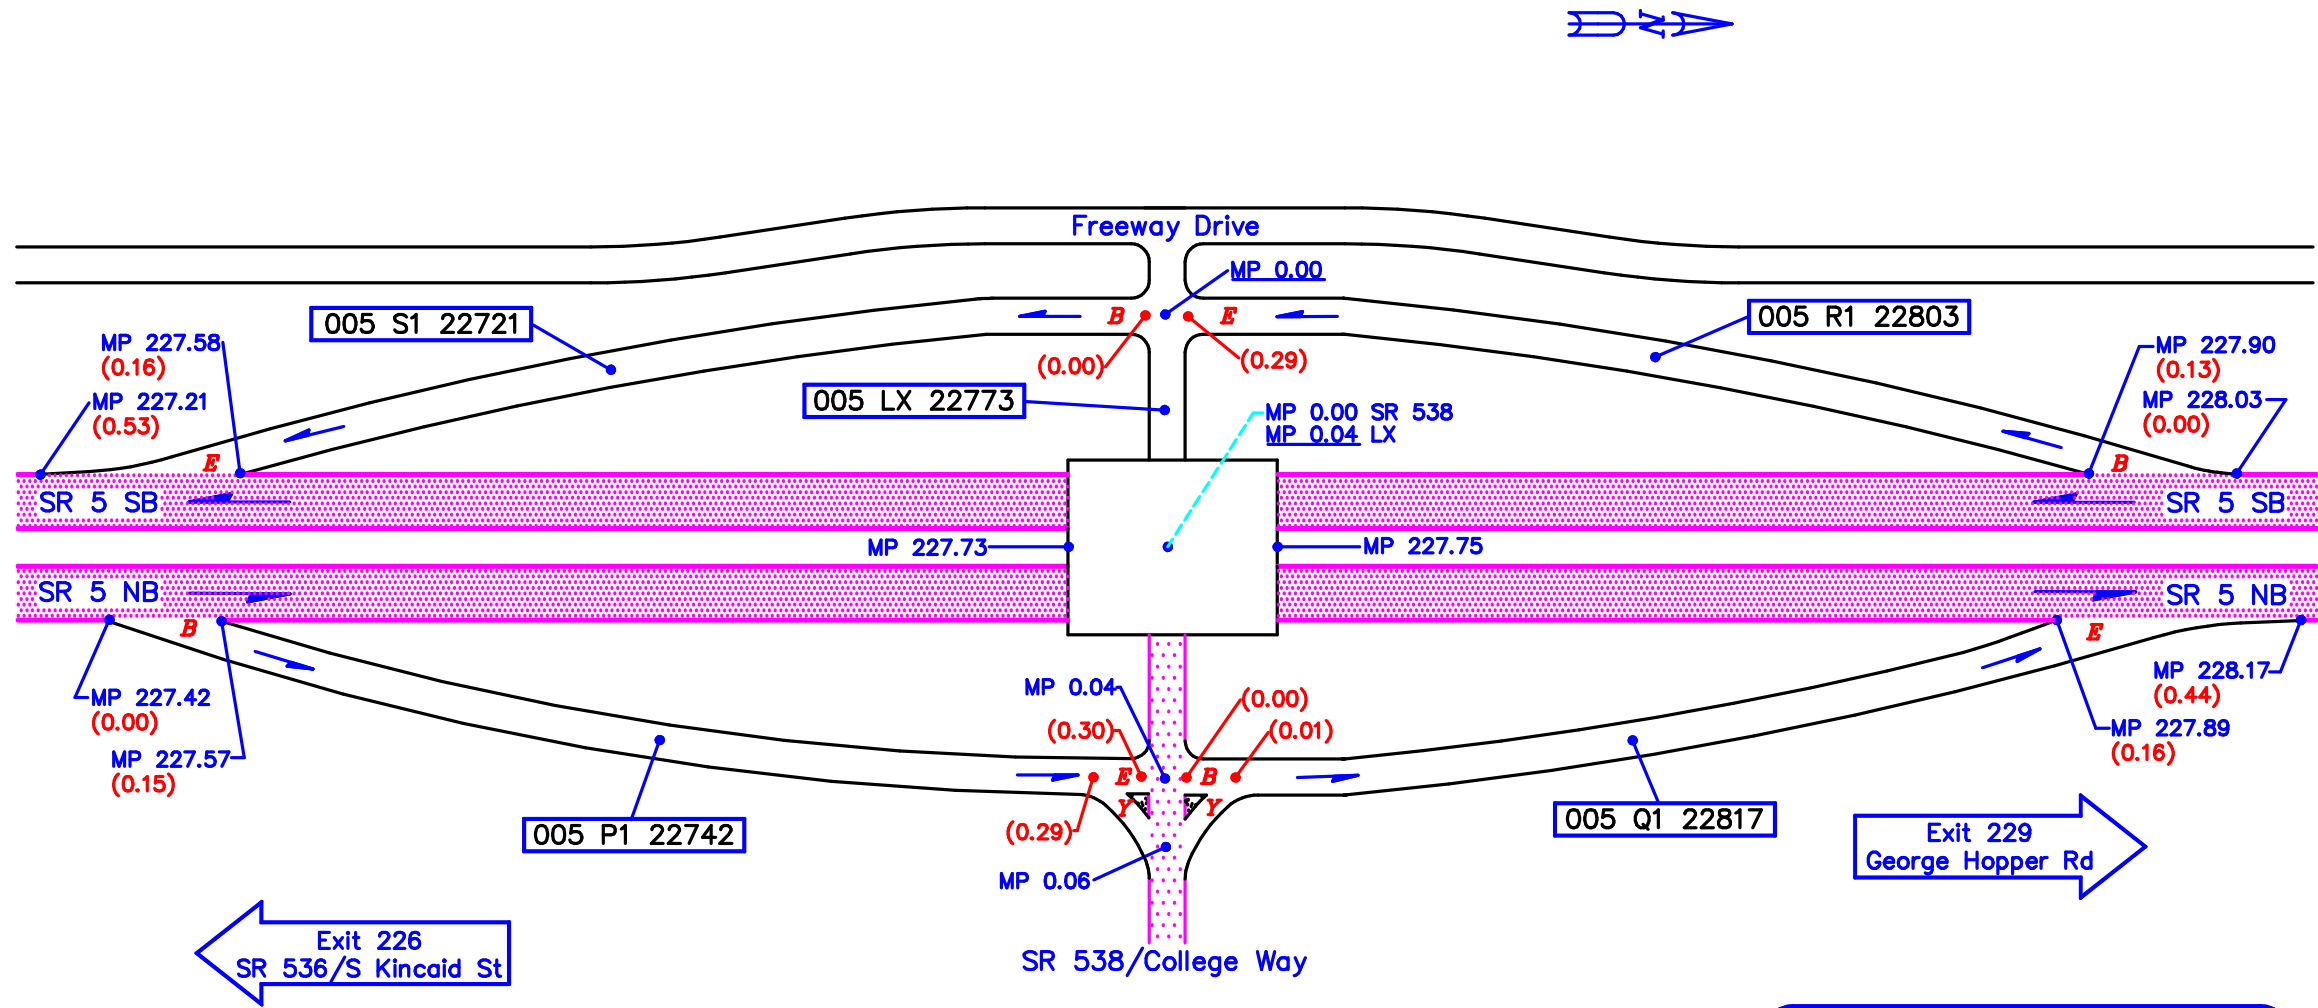 N
Freeway Drive
MP 0.00
005 S1 22721
B
E
005 R1 22803
MP 227.58
(0.16)
(0.00)
(0.29)
MP 227.90
(0.13)
MP 227.21
(0.53)
005 LX 22773
MP 0.00 SR 538
MP 0.04 LX
MP 228.03
(0.00)
E
B
SR 5 SB
SR 5 SB
MP 227.73
MP 227.75
SR 5 NB
SR 5 NB
B
E
MP 227.42
(0.00)
MP 0.04
(0.00)
MP 228.17
(0.44)
(0.30)
(0.01)
MP 227.57
(0.15)
MP 227.89
(0.16)
E
B
Y
Y
005 P1 22742
(0.29)
005 Q1 22817
MP 0.06
Exit 229
George Hopper Rd
Exit 226
SR 536/S Kincaid St
SR 538/College Way